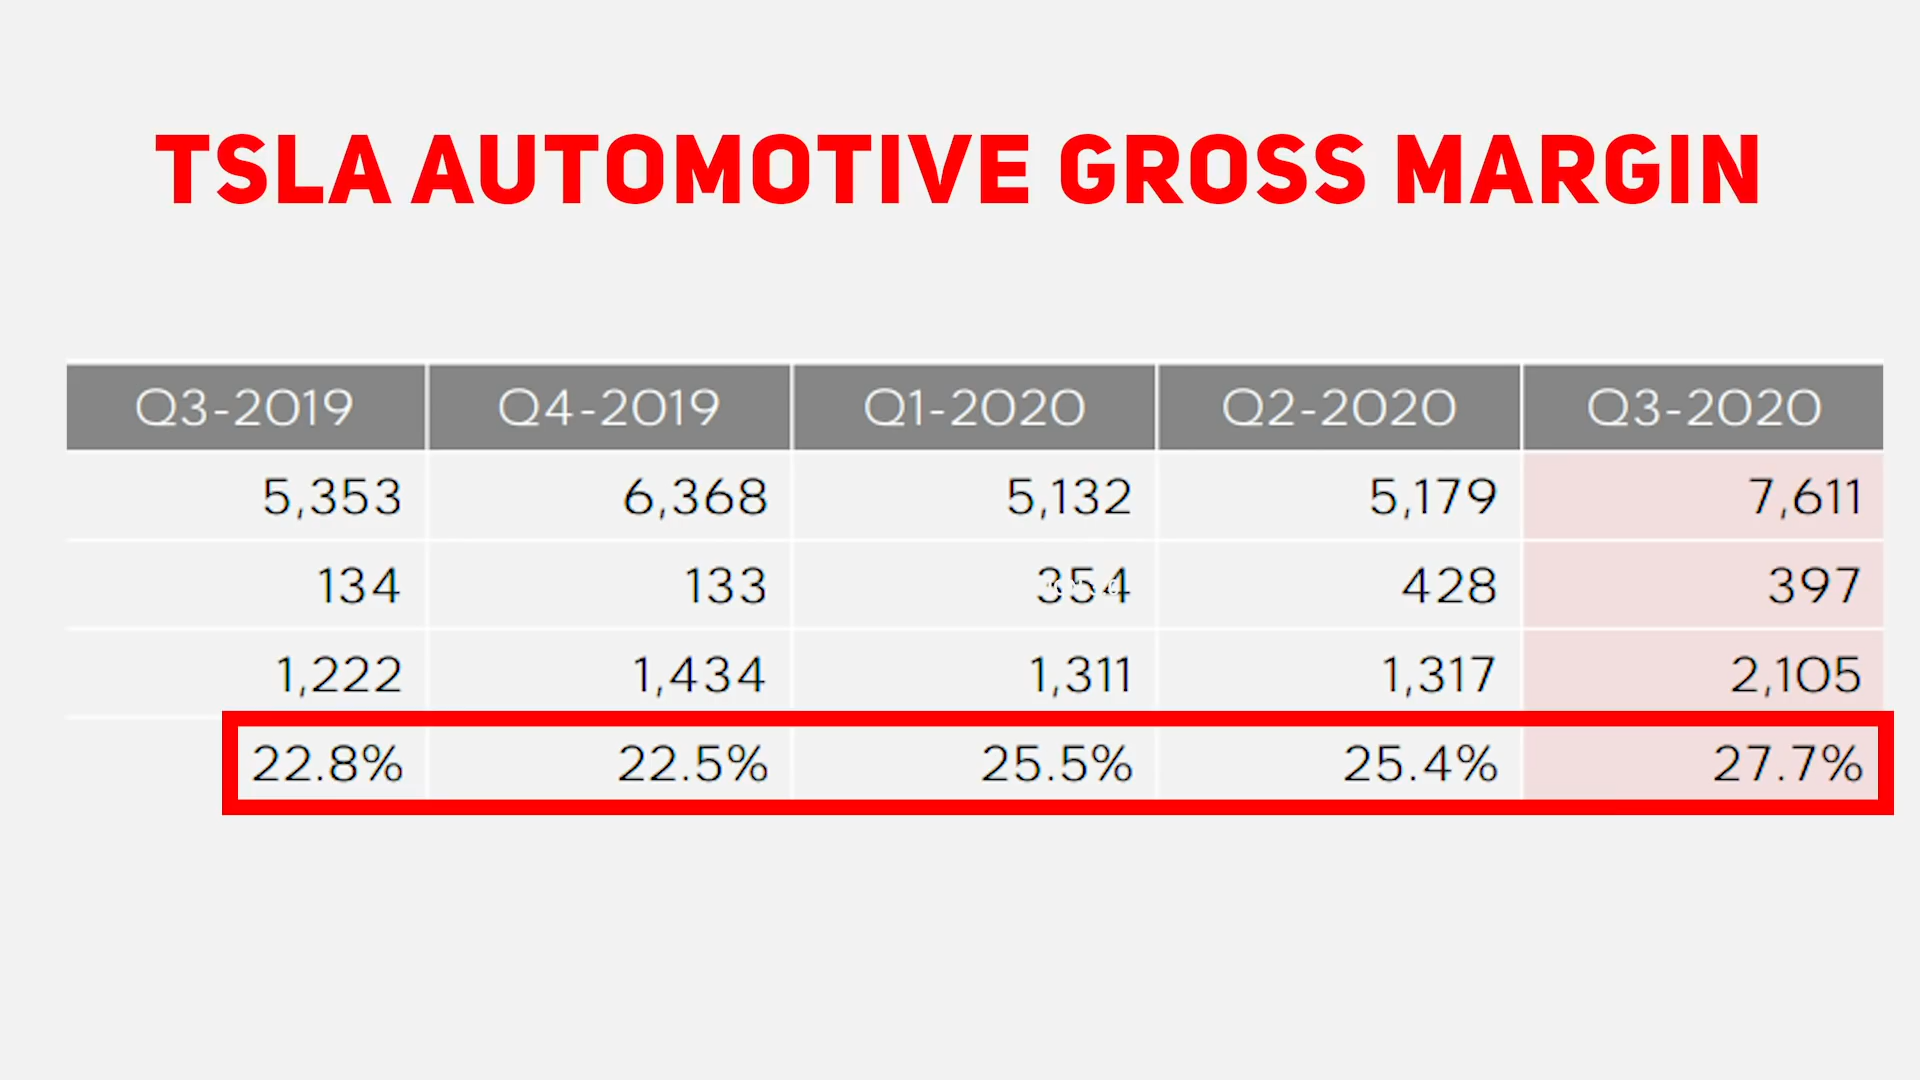 TSLA AUTOMOTIVE GROSS MARGIN
Q3-2019 Q4-2019 Q1-2020 Q2-2020 Q3-2020
5,353 6,368 5,132 5,179 7,611
134 133 354 428 397
1,222 1,434 1,311 1,317 2,105
22.8% 22.5% 25.5% 25.4% 27.7%